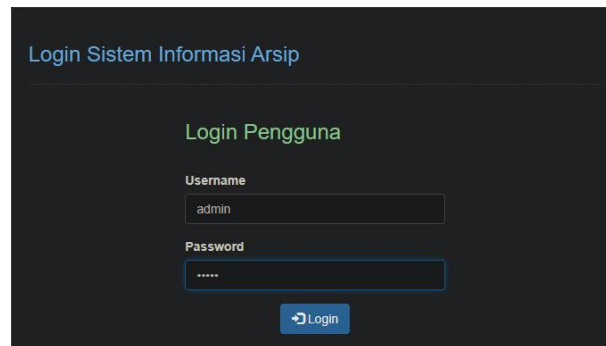 Login Sistem Informasi Arsip
Login Pengguna
Username
admin
Password
•••••
Login